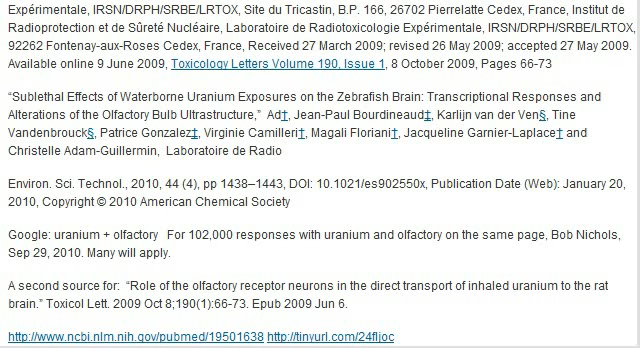 Expérimentale, IRSN/DRPH/SRBE/LRTOX, Site du Tricastin, B.P. 166, 26702 Pierrelatte Cedex, France, Institut de
Radioprotection et de Sûreté Nucléaire, Laboratoire de Radiotoxicologie Expérimentale, IRSN/DRPH/SRBE/LRTOX,
92262 Fontenay-aux-Roses Cedex, France, Received 27 March 2009; revised 26 May 2009; accepted 27 May 2009.
Available online 9 June 2009, Toxicology Letters Volume 190, Issue 1, 8 October 2009, Pages 66-73
“Sublethal Effects of Waterborne Uranium Exposures on the Zebrafish Brain: Transcriptional Responses and
Alterations of the Olfactory Bulb Ultrastructure,” Ad†, Jean-Paul Bourdineaud‡, Karlijn van der Ven§, Tine
Vandenbrouck§, Patrice Gonzalez‡, Virginie Camilleri†, Magali Floriani†, Jacqueline Garnier-Laplace† and
Christelle Adam-Guillermin, Laboratoire de Radio
Environ. Sci. Technol., 2010, 44 (4), pp 1438–1443, DOI: 10.1021/es902550x, Publication Date (Web): January 20,
2010, Copyright © 2010 American Chemical Society
Google: uranium + olfactory For 102,000 responses with uranium and olfactory on the same page, Bob Nichols,
Sep 29, 2010. Many will apply.
A second source for: “Role of the olfactory receptor neurons in the direct transport of inhaled uranium to the rat
brain.” Toxicol Lett. 2009 Oct 8;190(1):66-73. Epub 2009 Jun 6.
http://www.ncbi.nlm.nih.gov/pubmed/19501638 http://tinyurl.com/24fljoc